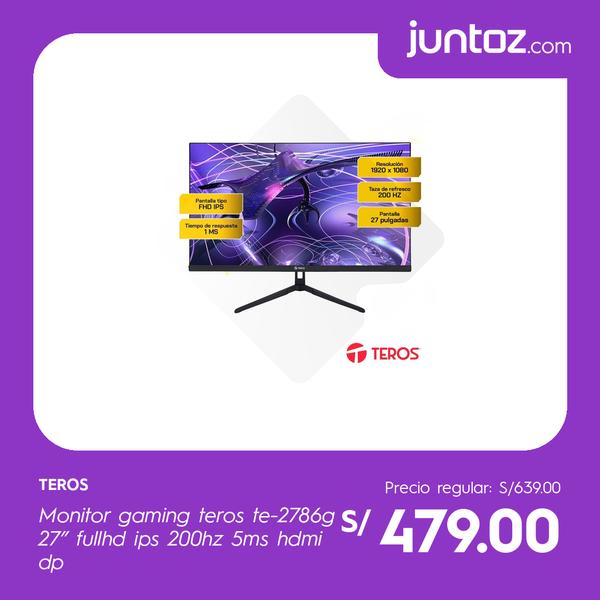 juntoz.com
Resolución
1920 x 1080
Taza de refresco
200 HZ
Pantalla
27 pulgadas
Pantalla tipo
FHD IPS
Tiempo de respuesta
1 MS
TEROS
TEROS
TEROS
Monitor gaming teros te-2786g
27" fullhd ips 200hz 5ms hdmi
dp
Precio regular: S/639.00
S/ 479.00